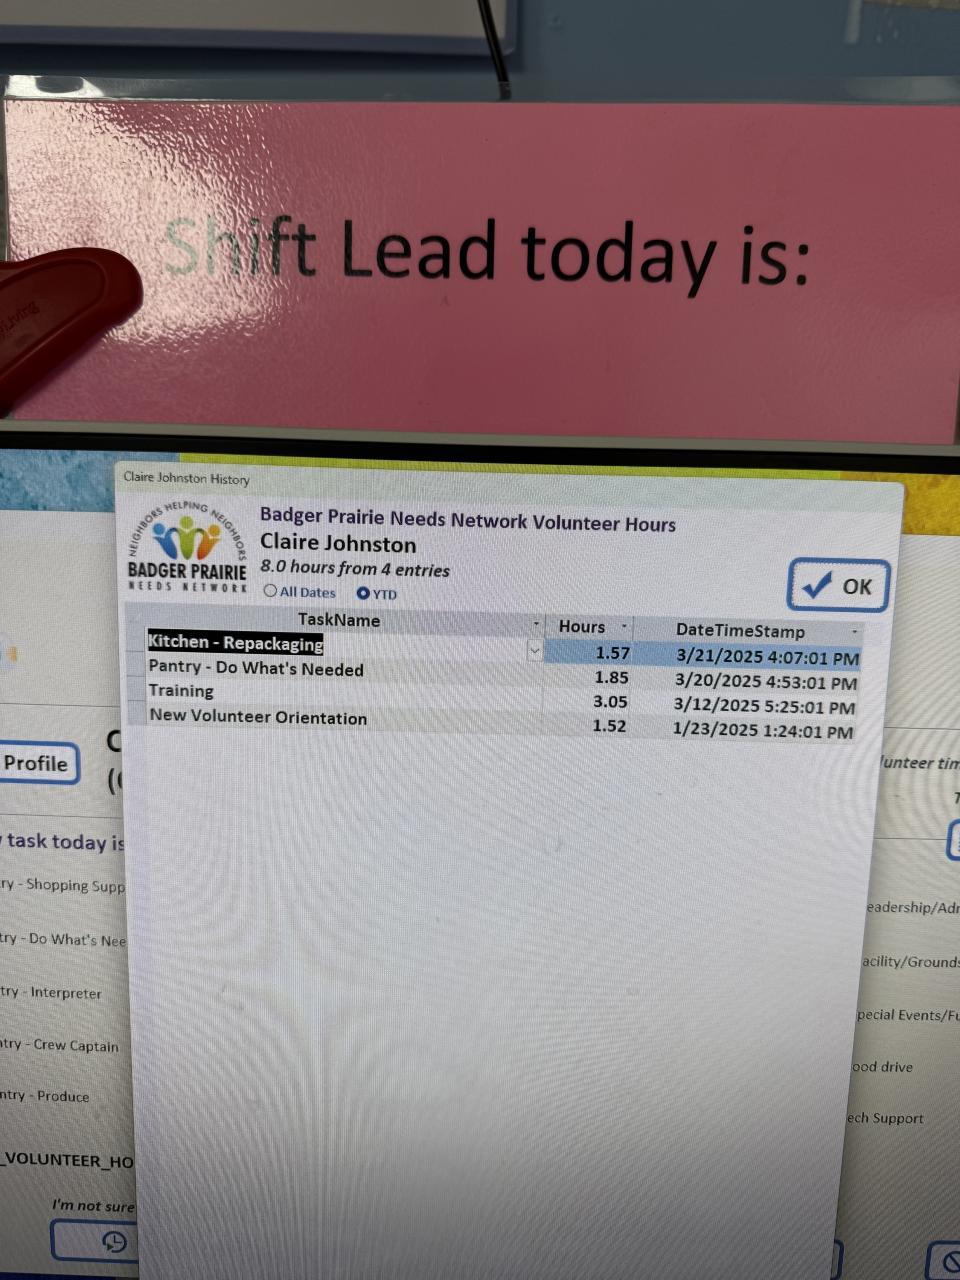 Shift Lead today is:
Claire Johnston History
NEIGHBORS HELPING NEIGHBORS
BADGER PRAIRIE
NEEDS NETWORK
Badger Prairie Needs Network Volunteer Hours
Claire Johnston
8.0 hours from 4 entries
All Dates YTD
OK
TaskName Hours DateTimeStamp
Kitchen - Repackaging 1.57 3/21/2025 4:07:01 PM
Pantry - Do What's Needed 1.85 3/20/2025 4:53:01 PM
Training 3.05 3/12/2025 5:25:01 PM
New Volunteer Orientation 1.52 1/23/2025 1:24:01 PM
Profile
task today is
ry - Shopping Supp
try - Do What's Nee
try - Interpreter
ntry - Crew Captain
ntry - Produce
_VOLUNTEER_HO
I'm not sure
lunteer tim
eadership/Adr
acility/Grounds
pecial Events/Fu
ood drive
ech Support